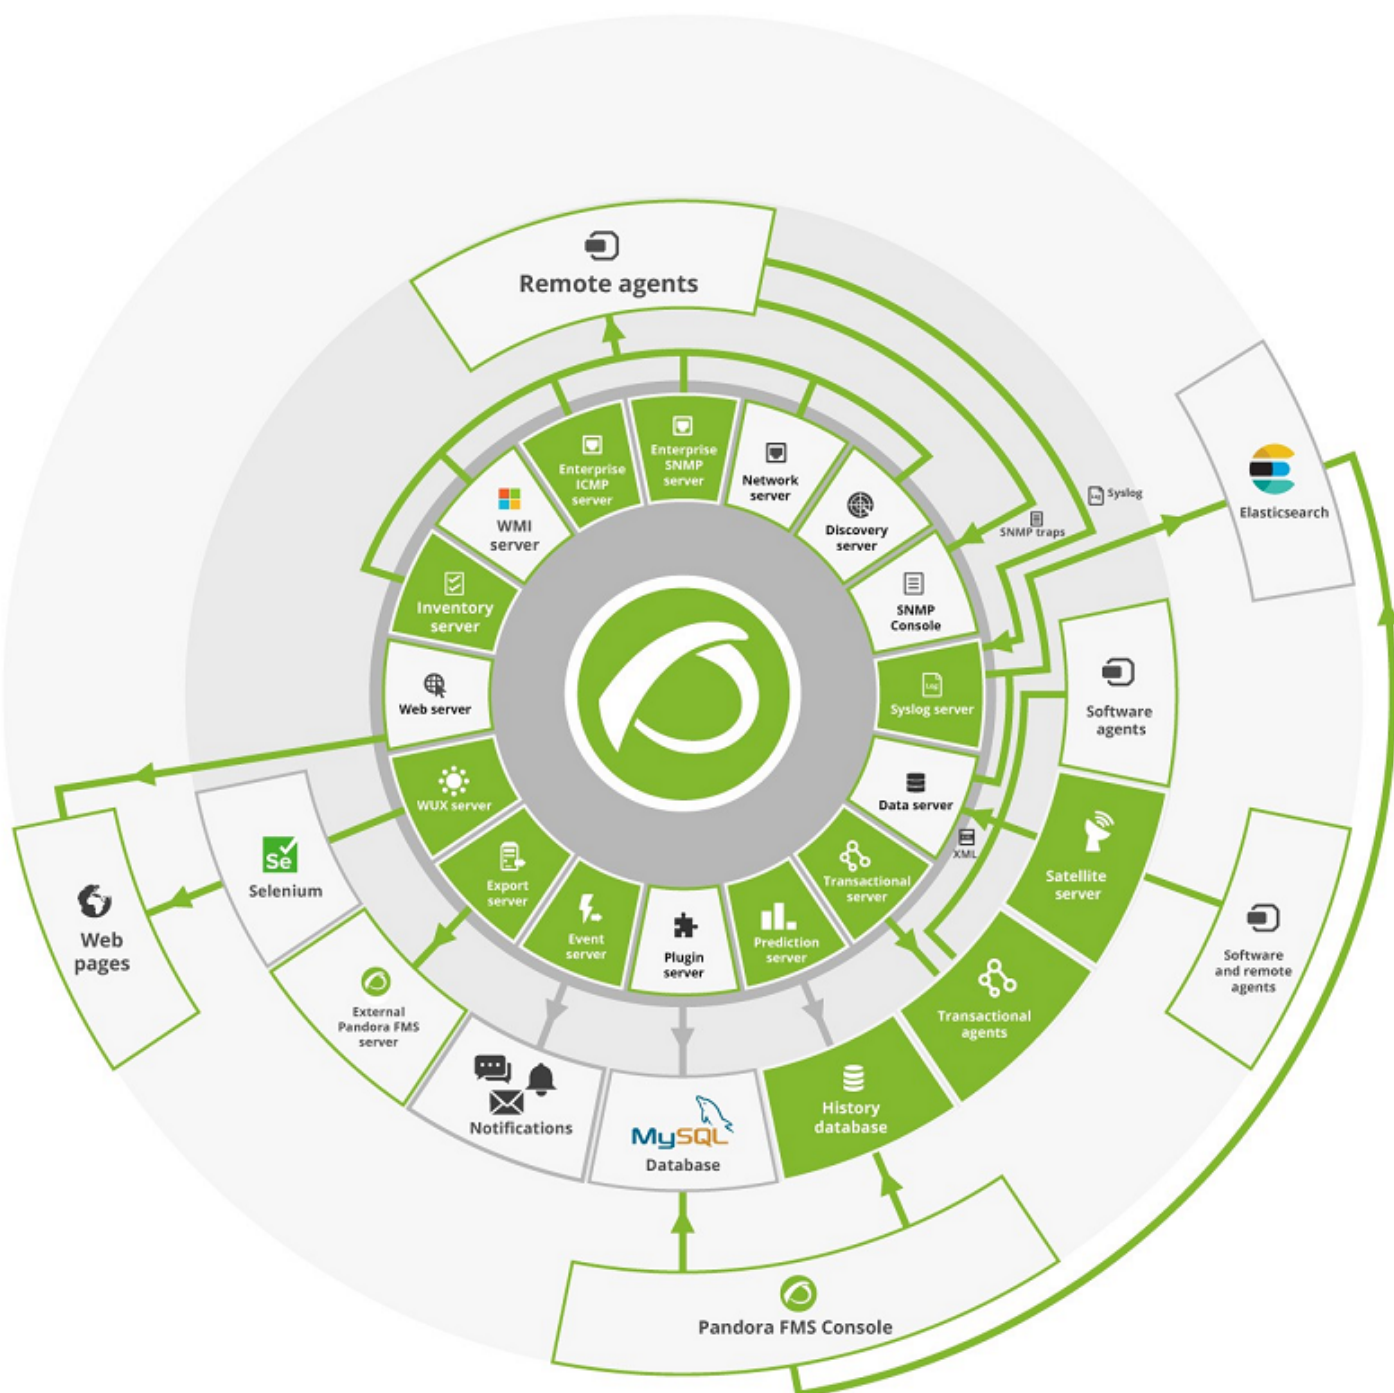 Remote agents
Enterprise
SNMP
server
Enterprise
ICMP
server
Network
server
WMI
server
Discovery
server
Syslog
SNMP traps
Elasticsearch
Inventory
server
SNMP
Console
Web server
LOG
Syslog server
Software
agents
WUX server
Data server
XML
Se
Selenium
Export
server
Transactional
server
Satellite
server
Web
pages
Event
server
Plugin
server
Prediction
server
Software
and remote
agents
External
Pandora FMS
server
Transactional
agents
Notifications
MySQL
Database
History
database
Pandora FMS Console